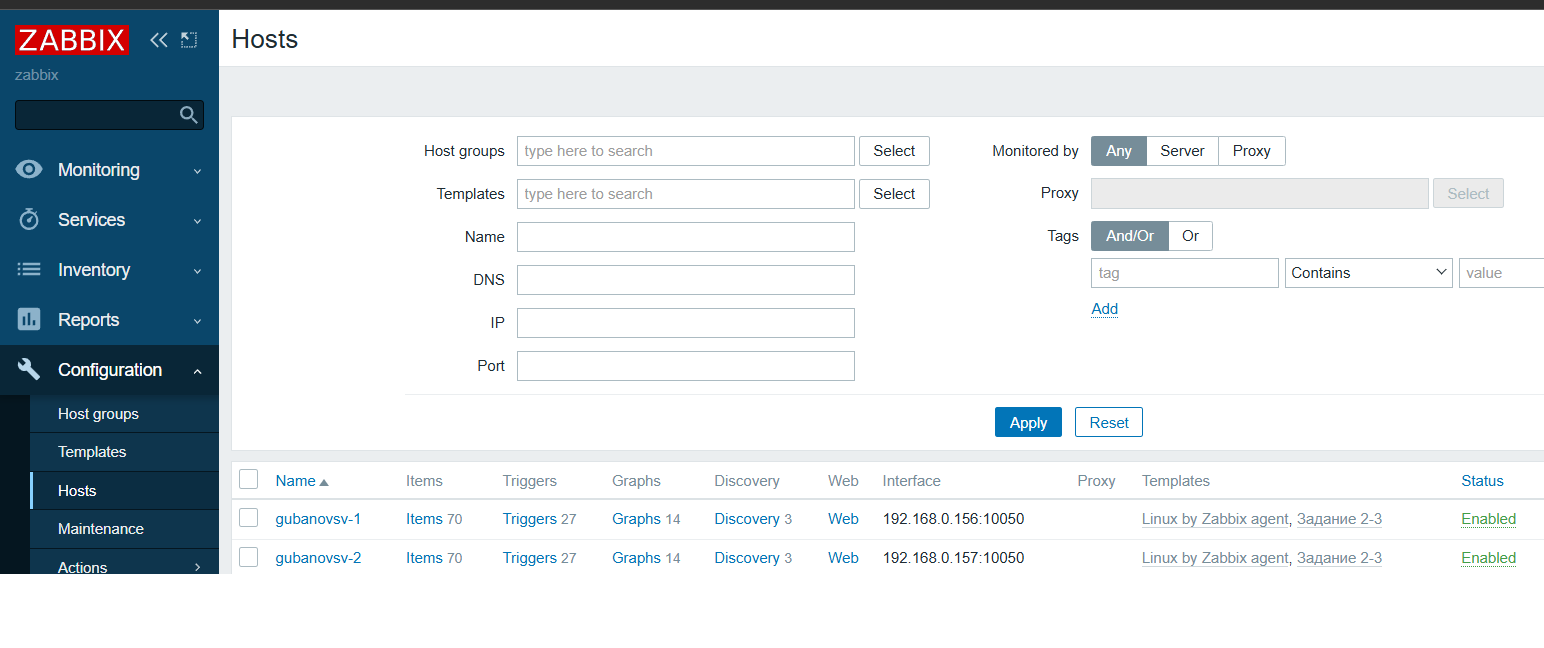 ZABBIX
zabbix
Monitoring
Services
Inventory
Reports
Configuration
Host groups
Templates
Hosts
Maintenance
Actions
Hosts
Host groups type here to search Select
Templates type here to search Select
Name
DNS
IP
Port
Monitored by Any Server Proxy
Proxy Select
Tags And/Or Or
tag Contains value
Add
Apply Reset
Name Items Triggers Graphs Discovery Web Interface Proxy Templates Status
gubanovsv-1 Items 70 Triggers 27 Graphs 14 Discovery 3 Web 192.168.0.156:10050 Linux by Zabbix agent, Задание 2-3 Enabled
gubanovsv-2 Items 70 Triggers 27 Graphs 14 Discovery 3 Web 192.168.0.157:10050 Linux by Zabbix agent, Задание 2-3 Enabled